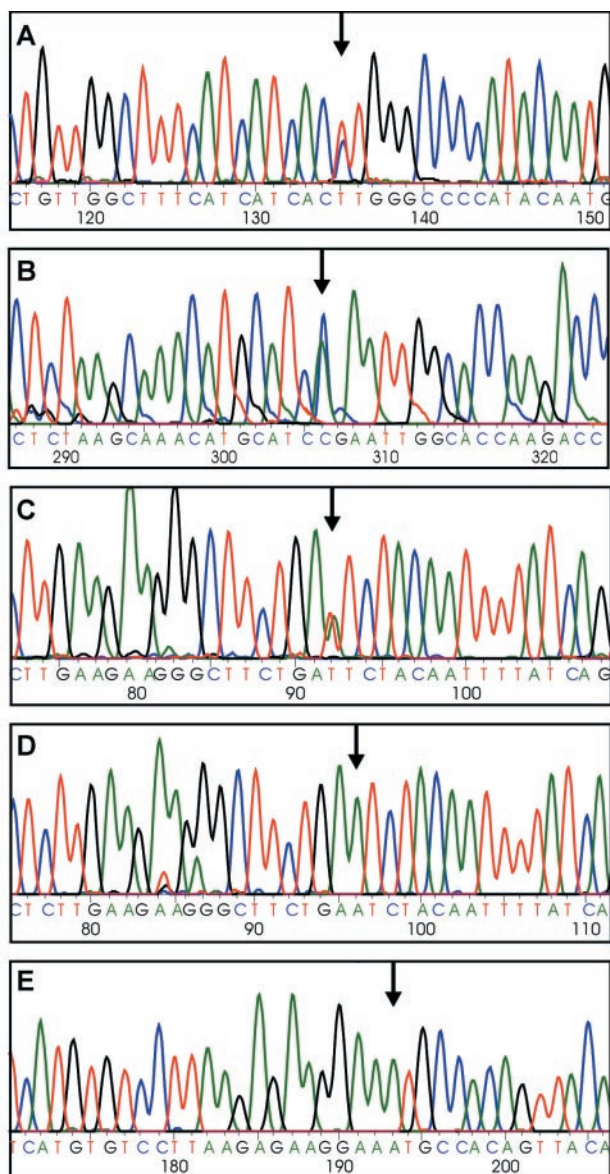 A
CTGTTGGCTTTCATCATCACTTGGGCCCCATACAATG
120 130 140 150
B
CTCTAAGCAAACATGCATCCGAATTGGCACCAAGACC
290 300 310 320
C
CTTGAAGAAGGGCTTCTGATTCTACAATTTTATCAG
80 90 100
D
CTCTTGAAGAAGGGCTTCTGAATCTACAATTTTATCA
80 90 100 110
E
TCATGTGTCCTTAAGAGAAGGAAATGCCACAGTTACA
180 190 200